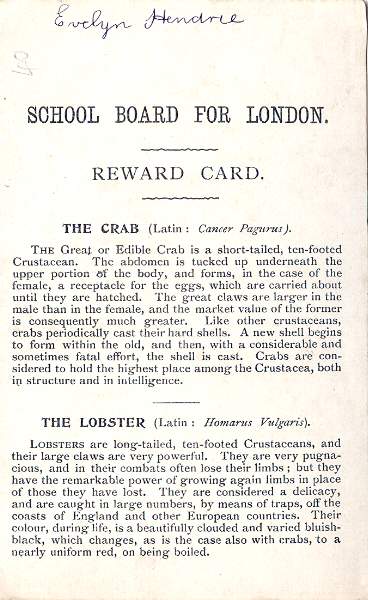 Evelyn Hendrie
40
SCHOOL BOARD FOR LONDON.
REWARD CARD.
THE CRAB (Latin: Cancer Pagurus).
THE Great or Edible Crab is a short-tailed, ten-footed
Crustacean. The abdomen is tucked up underneath the
upper portion of the body, and forms, in the case of the
female, a receptacle for the eggs, which are carried about
until they are hatched. The great claws are larger in the
male than in the female, and the market value of the former
is consequently much greater. Like other crustaceans,
crabs periodically cast their hard shells. A new shell begins
to form within the old, and then, with a considerable and
sometimes fatal effort, the shell is cast. Crabs are con-
sidered to hold the highest place among the Crustacea, both
in structure and in intelligence.
THE LOBSTER (Latin: Homarus Vulgaris).
LOBSTERS are long-tailed, ten-footed Crustaceans, and
their large claws are very powerful. They are very pugna-
cious, and in their combats often lose their limbs; but they
have the remarkable power of growing again limbs in place
of those they have lost. They are considered a delicacy,
and are caught in large numbers, by means of traps, off the
coasts of England and other European countries. Their
colour, during life, is a beautifully clouded and varied bluish-
black, which changes, as is the case also with crabs, to a
nearly uniform red, on being boiled.